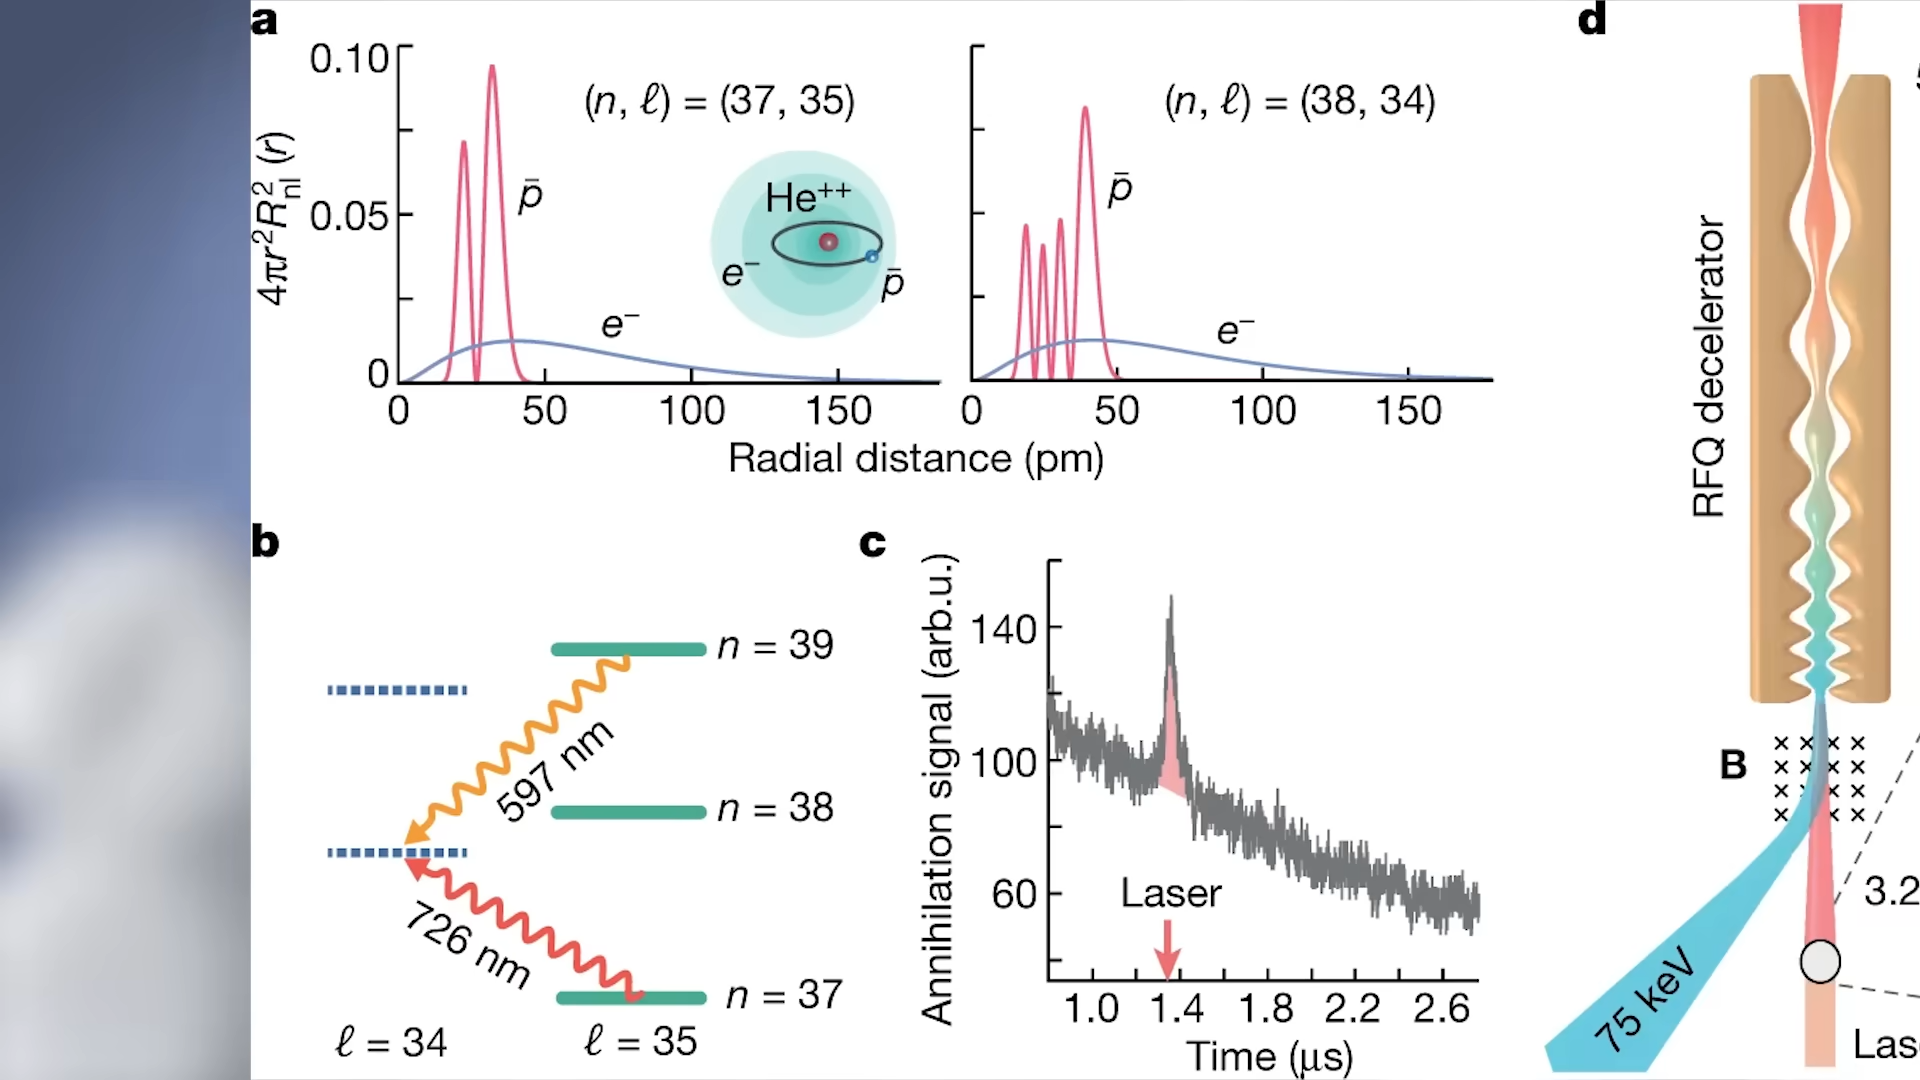 a
0.10
0.05
0
4πr²R²nl (r)
(n, ℓ) = (37, 35)
p̄
He⁺⁺
e⁻
p̄
e⁻
0 50 100 150
(n, ℓ) = (38, 34)
p̄
e⁻
0 50 100 150
Radial distance (pm)
b
n = 39
597 nm
n = 38
726 nm
n = 37
ℓ = 34
ℓ = 35
c
Annihilation signal (arb.u.)
140
100
60
Laser
1.0 1.4 1.8 2.2 2.6
Time (μs)
d
RFQ decelerator
B
3.2
75 keV
Las